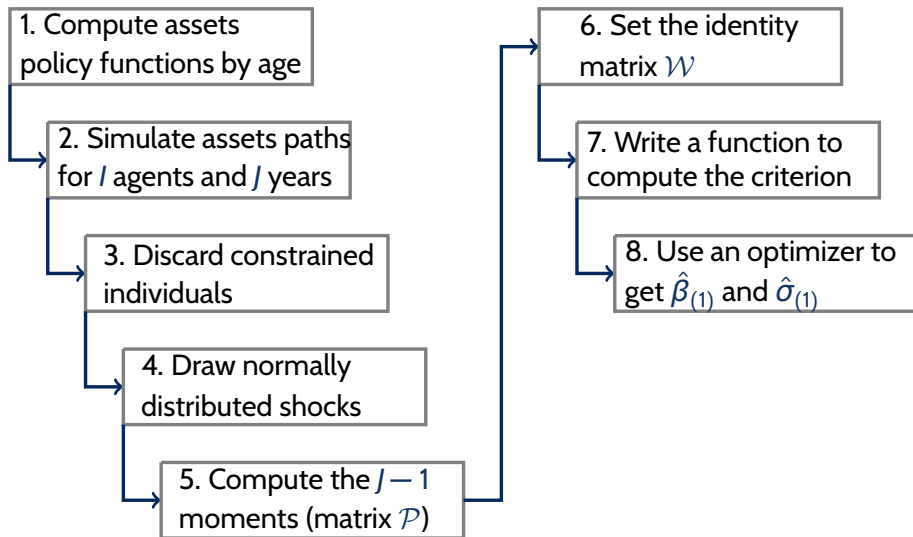 1. Compute assets
policy functions by age
2. Simulate assets paths
for I agents and J years
3. Discard constrained
individuals
4. Draw normally
distributed shocks
5. Compute the J − 1
moments (matrix 𝒫)
6. Set the identity
matrix 𝒲
7. Write a function to
compute the criterion
8. Use an optimizer to
get β̂₍₁₎ and σ̂₍₁₎